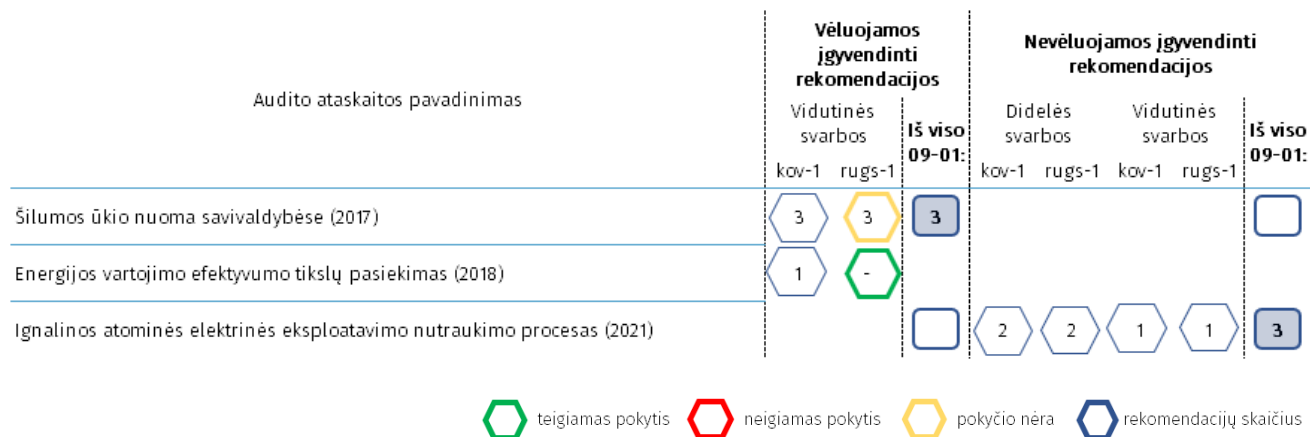 Audito ataskaitos pavadinimas
Vėluojamos
įgyvendinti
rekomendacijos
Nevėluojamos įgyvendinti
rekomendacijos
Vidutinės
svarbos
Iš viso
09-01:
Didelės
svarbos
Vidutinės
svarbos
Iš viso
09-01:
kov-1 rugs-1 kov-1 rugs-1 kov-1 rugs-1
Šilumos ūkio nuoma savivaldybėse (2017) 3 3 3
Energijos vartojimo efektyvumo tikslų pasiekimas (2018) 1 -
Ignalinos atominės elektrinės eksploatavimo nutraukimo procesas (2021) 2 2 1 1 3
teigiamas pokytis neigiamas pokytis pokyčio nėra rekomendacijų skaičius